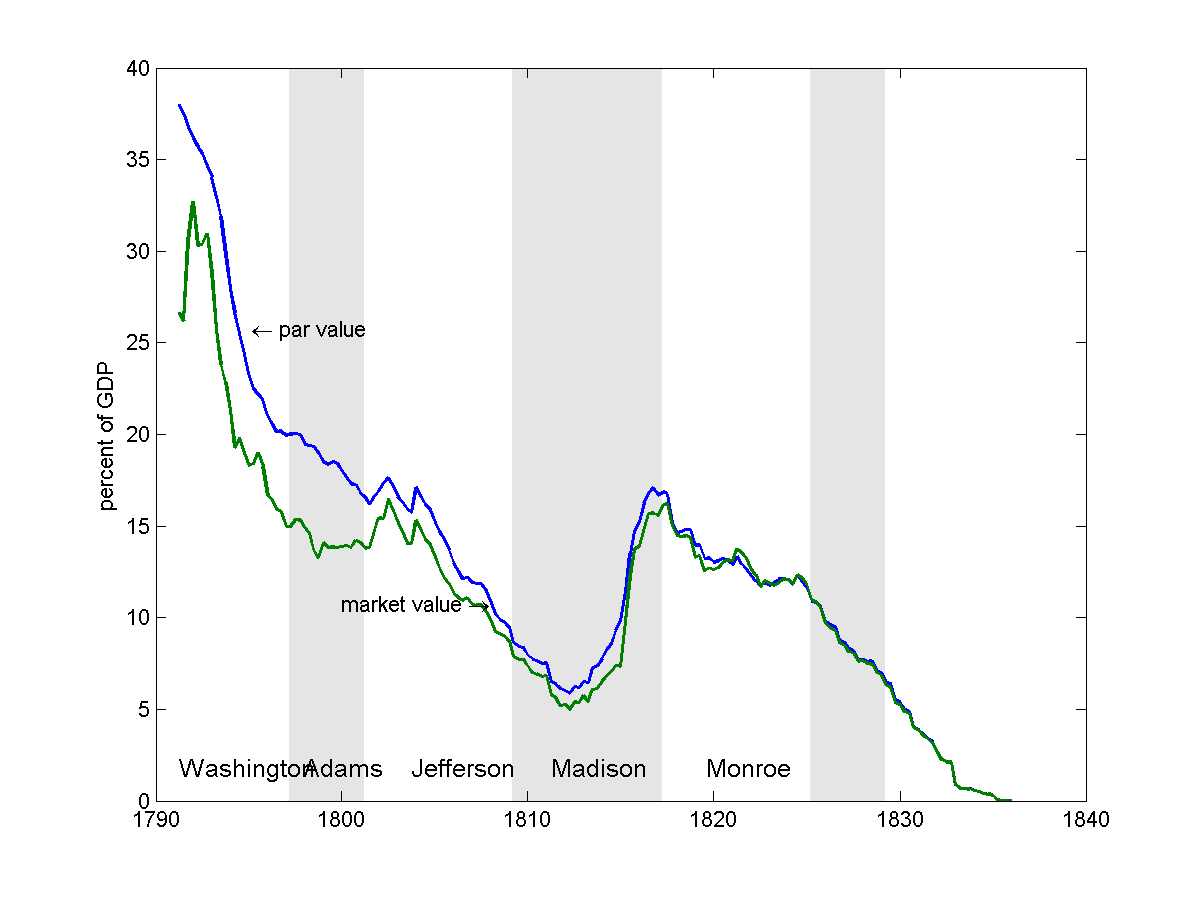 40
35
30
25
20
15
10
5
0
percent of GDP
← par value
market value →
Washington
Adams
Jefferson
Madison
Monroe
1790
1800
1810
1820
1830
1840